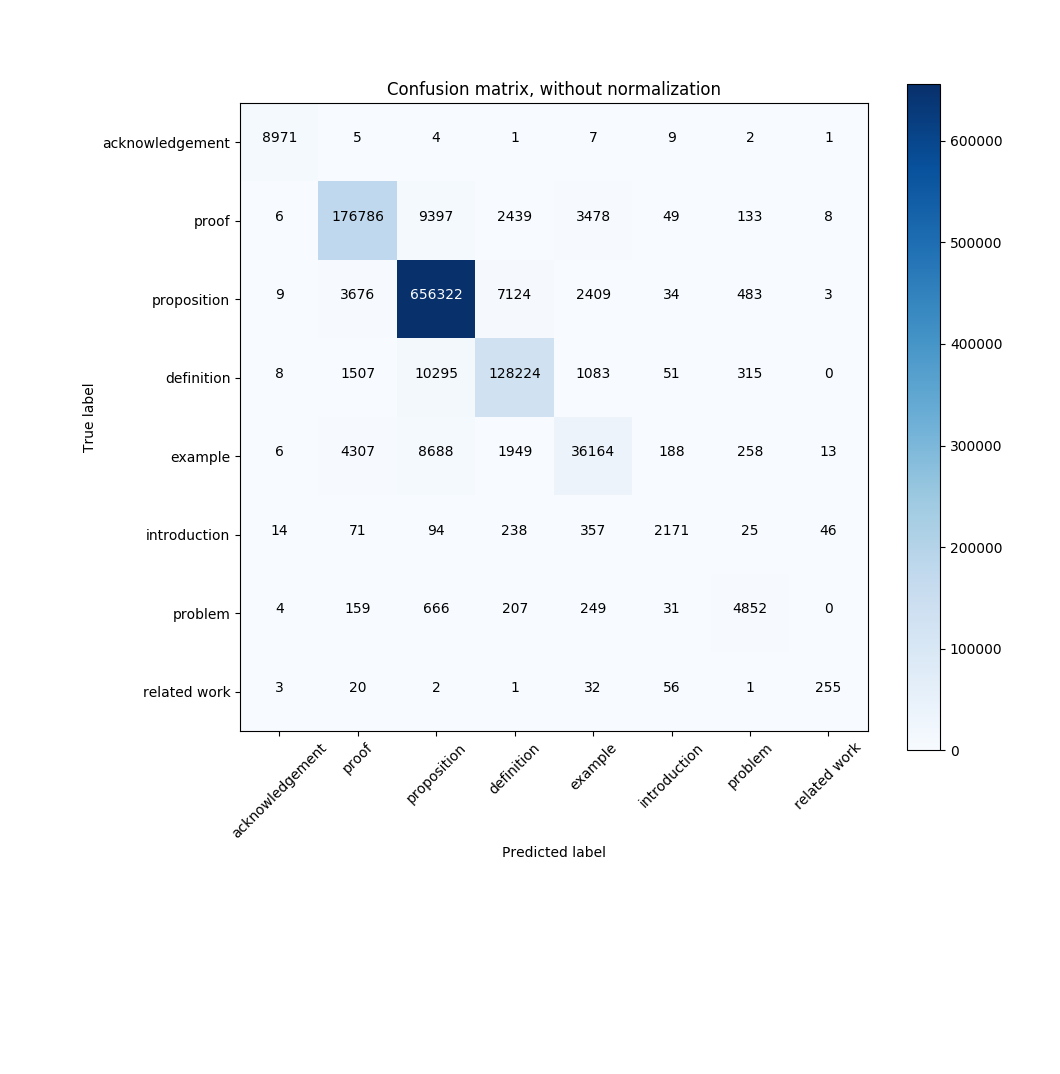 Confusion matrix, without normalization
acknowledgement 8971 5 4 1 7 9 2 1
proof 6 176786 9397 2439 3478 49 133 8
proposition 9 3676 656322 7124 2409 34 483 3
definition 8 1507 10295 128224 1083 51 315 0
example 6 4307 8688 1949 36164 188 258 13
introduction 14 71 94 238 357 2171 25 46
problem 4 159 666 207 249 31 4852 0
related work 3 20 2 1 32 56 1 255
True label
acknowledgement proof proposition definition example introduction problem related work
Predicted label
600000
500000
400000
300000
200000
100000
0